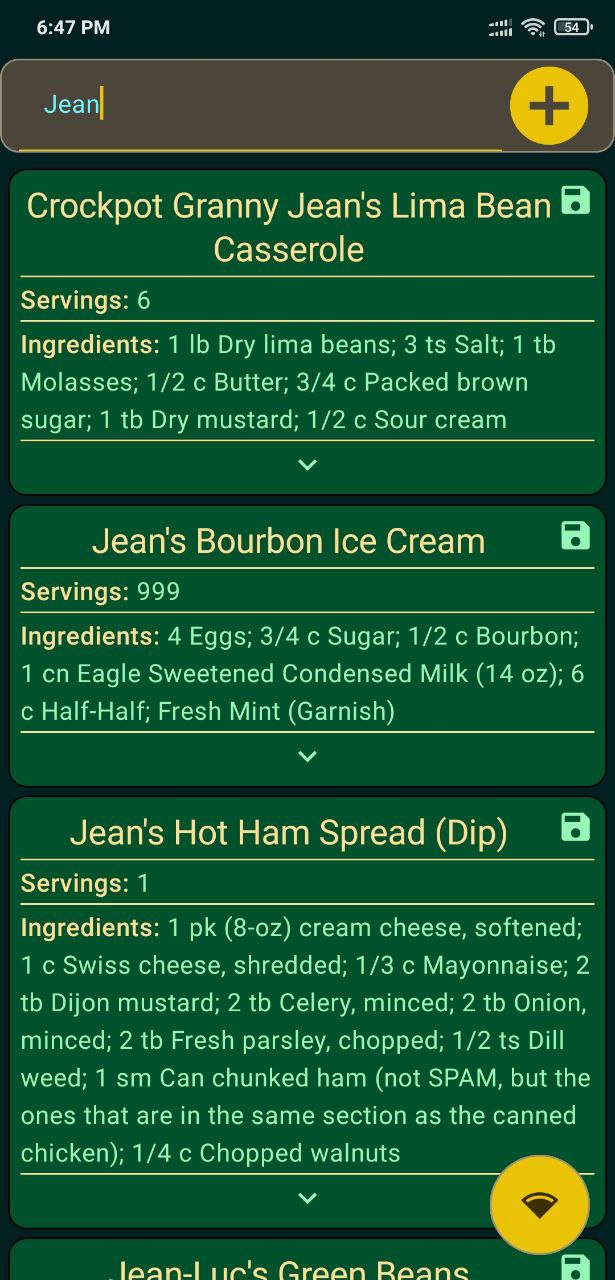 6:47 PM
54
Jean
Crockpot Granny Jean's Lima Bean
Casserole
Servings: 6
Ingredients: 1 lb Dry lima beans; 3 ts Salt; 1 tb
Molasses; 1/2 c Butter; 3/4 c Packed brown
sugar; 1 tb Dry mustard; 1/2 c Sour cream
Jean's Bourbon Ice Cream
Servings: 999
Ingredients: 4 Eggs; 3/4 c Sugar; 1/2 c Bourbon;
1 cn Eagle Sweetened Condensed Milk (14 oz); 6
c Half-Half; Fresh Mint (Garnish)
Jean's Hot Ham Spread (Dip)
Servings: 1
Ingredients: 1 pk (8-oz) cream cheese, softened;
1 c Swiss cheese, shredded; 1/3 c Mayonnaise; 2
tb Dijon mustard; 2 tb Celery, minced; 2 tb Onion,
minced; 2 tb Fresh parsley, chopped; 1/2 ts Dill
weed; 1 sm Can chunked ham (not SPAM, but the
ones that are in the same section as the canned
chicken); 1/4 c Chopped walnuts
Jean-Luc's Green Beans